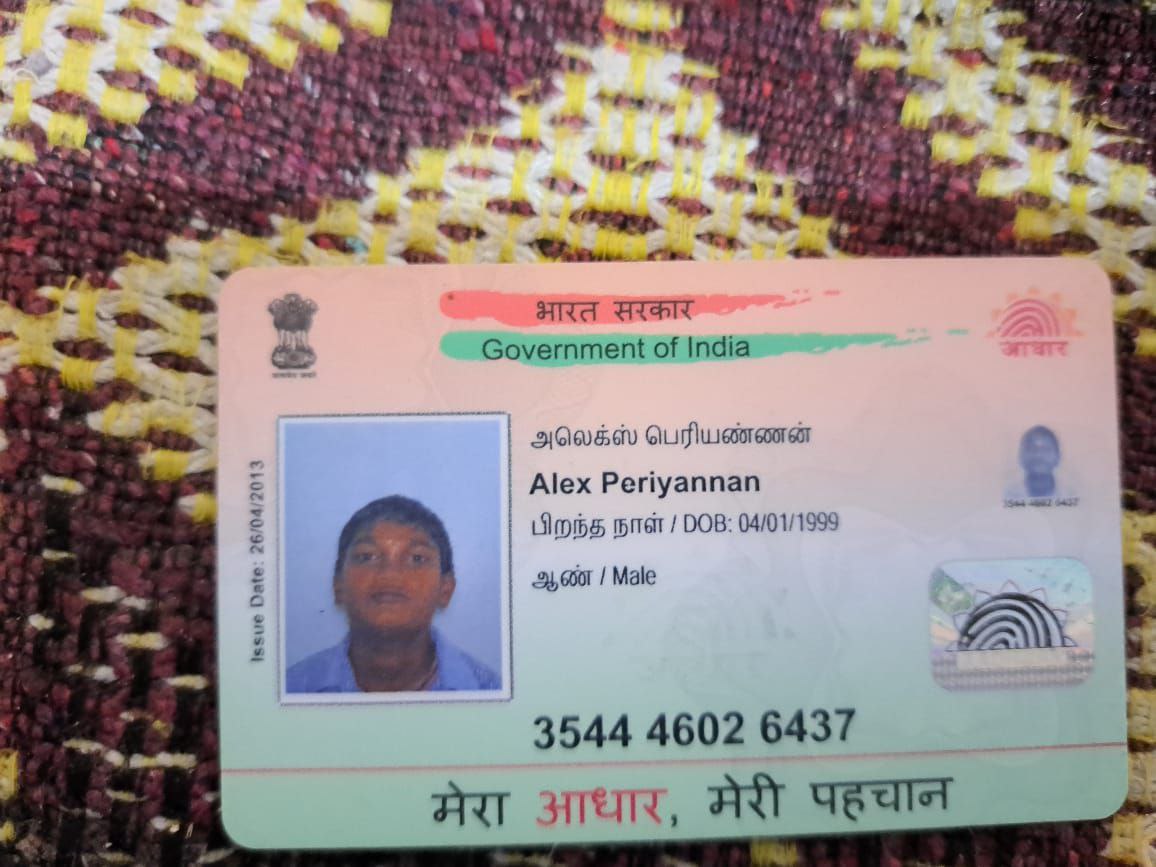 भारत सरकार
Government of India
आधार
அலெக்ஸ் பெரியண்ணன்
Alex Periyannan
பிறந்த நாள் / DOB: 04/01/1999
ஆண் / Male
Issue Date: 26/04/2013
3544 4602 6437
3544 4602 6437
मेरा आधार, मेरी पहचान